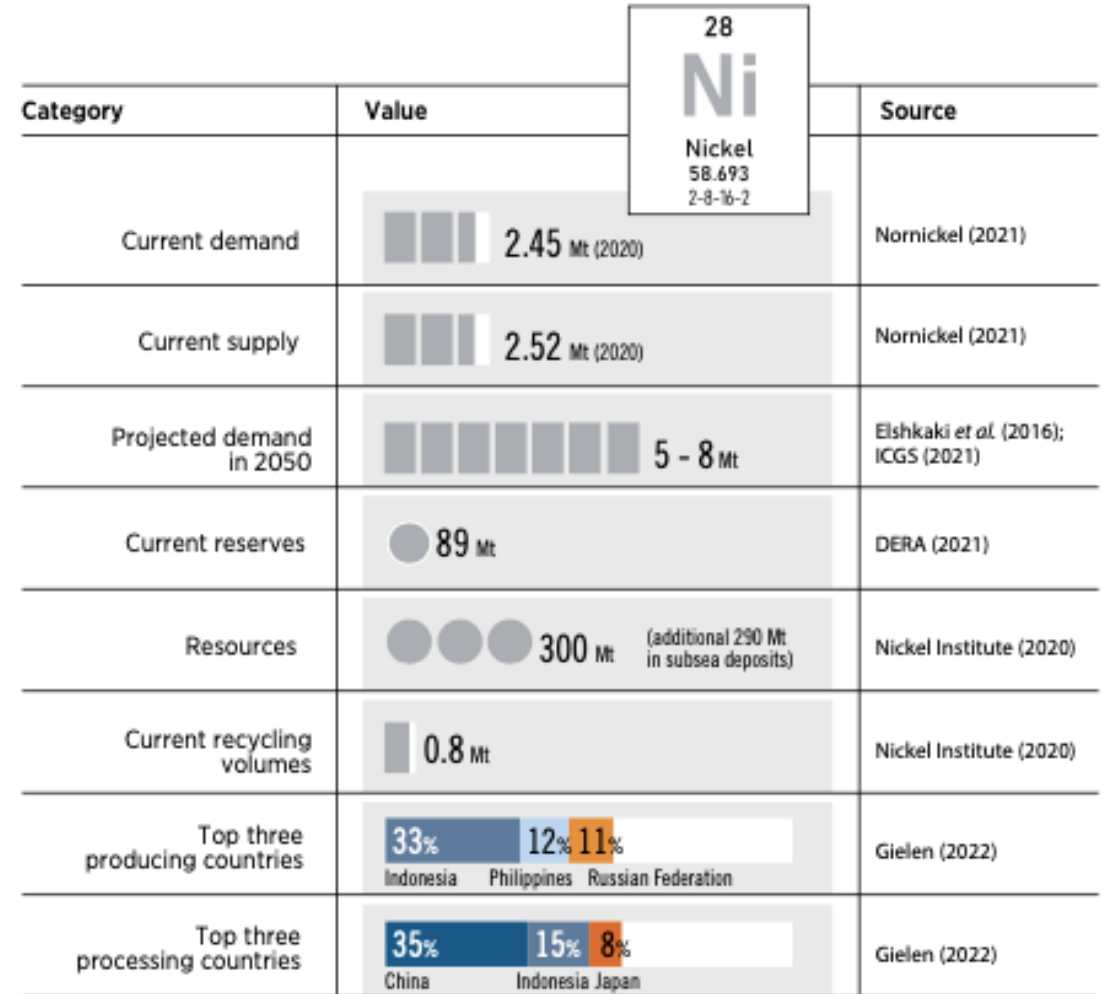 28
Ni
Nickel
58.693
2-8-16-2
Category Value Source
Current demand 2.45 Mt (2020) Nornickel (2021)
Current supply 2.52 Mt (2020) Nornickel (2021)
Projected demand
in 2050
5 - 8 Mt
Elshkaki et al. (2016);
ICGS (2021)
Current reserves 89 Mt DERA (2021)
Resources 300 Mt
(additional 290 Mt
in subsea deposits)
Nickel Institute (2020)
Current recycling
volumes
0.8 Mt
Nickel Institute (2020)
Top three
producing countries
33% 12% 11%
Indonesia Philippines Russian Federation
Gielen (2022)
Top three
processing countries
35% 15% 8%
China Indonesia Japan
Gielen (2022)